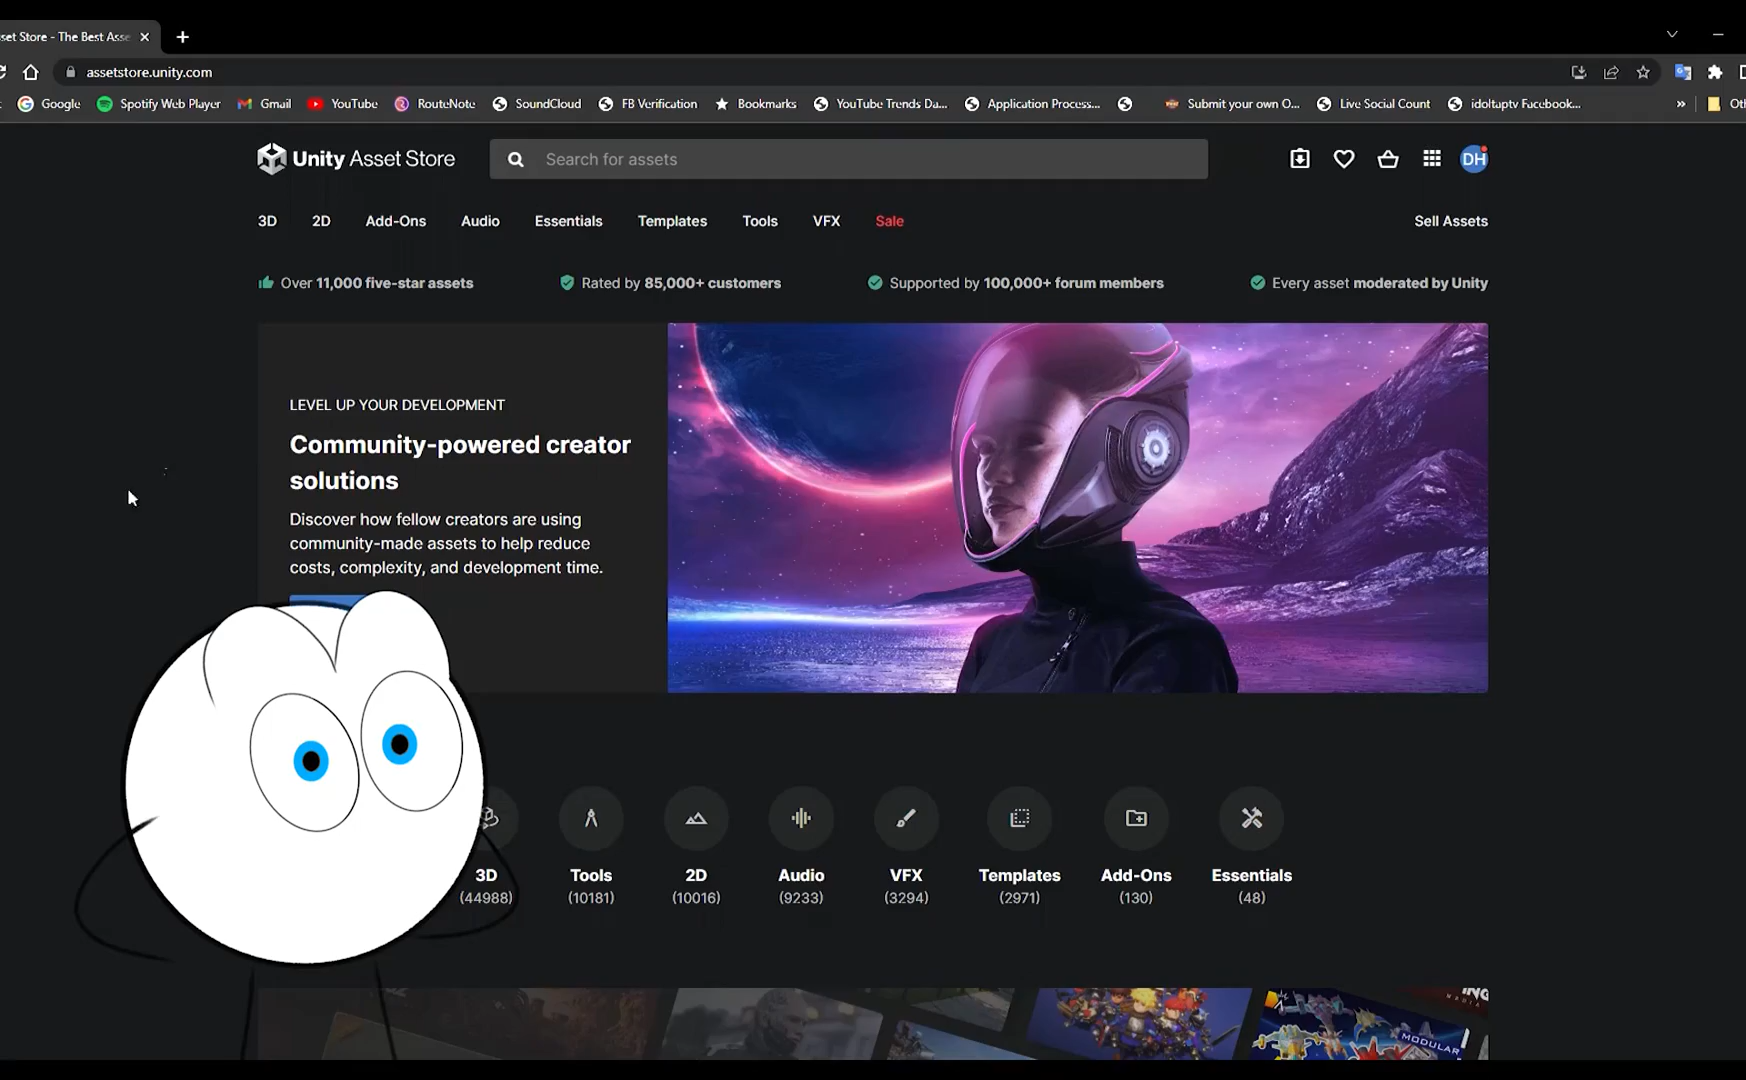 set Store - The Best Asse
assetstore.unity.com
Google Spotify Web Player Gmail YouTube RouteNote SoundCloud FB Verification Bookmarks YouTube Trends Da... Application Process... Submit your own O... Live Social Count idoltaptv Facebook... » Oth
Unity Asset Store Search for assets DH
3D 2D Add-Ons Audio Essentials Templates Tools VFX Sale Sell Assets
Over 11,000 five-star assets Rated by 85,000+ customers Supported by 100,000+ forum members Every asset moderated by Unity
LEVEL UP YOUR DEVELOPMENT
Community-powered creator
solutions
Discover how fellow creators are using
community-made assets to help reduce
costs, complexity, and development time.
3D Tools 2D Audio VFX Templates Add-Ons Essentials
(44988) (10181) (10016) (9233) (3294) (2971) (130) (48)
MODULAR